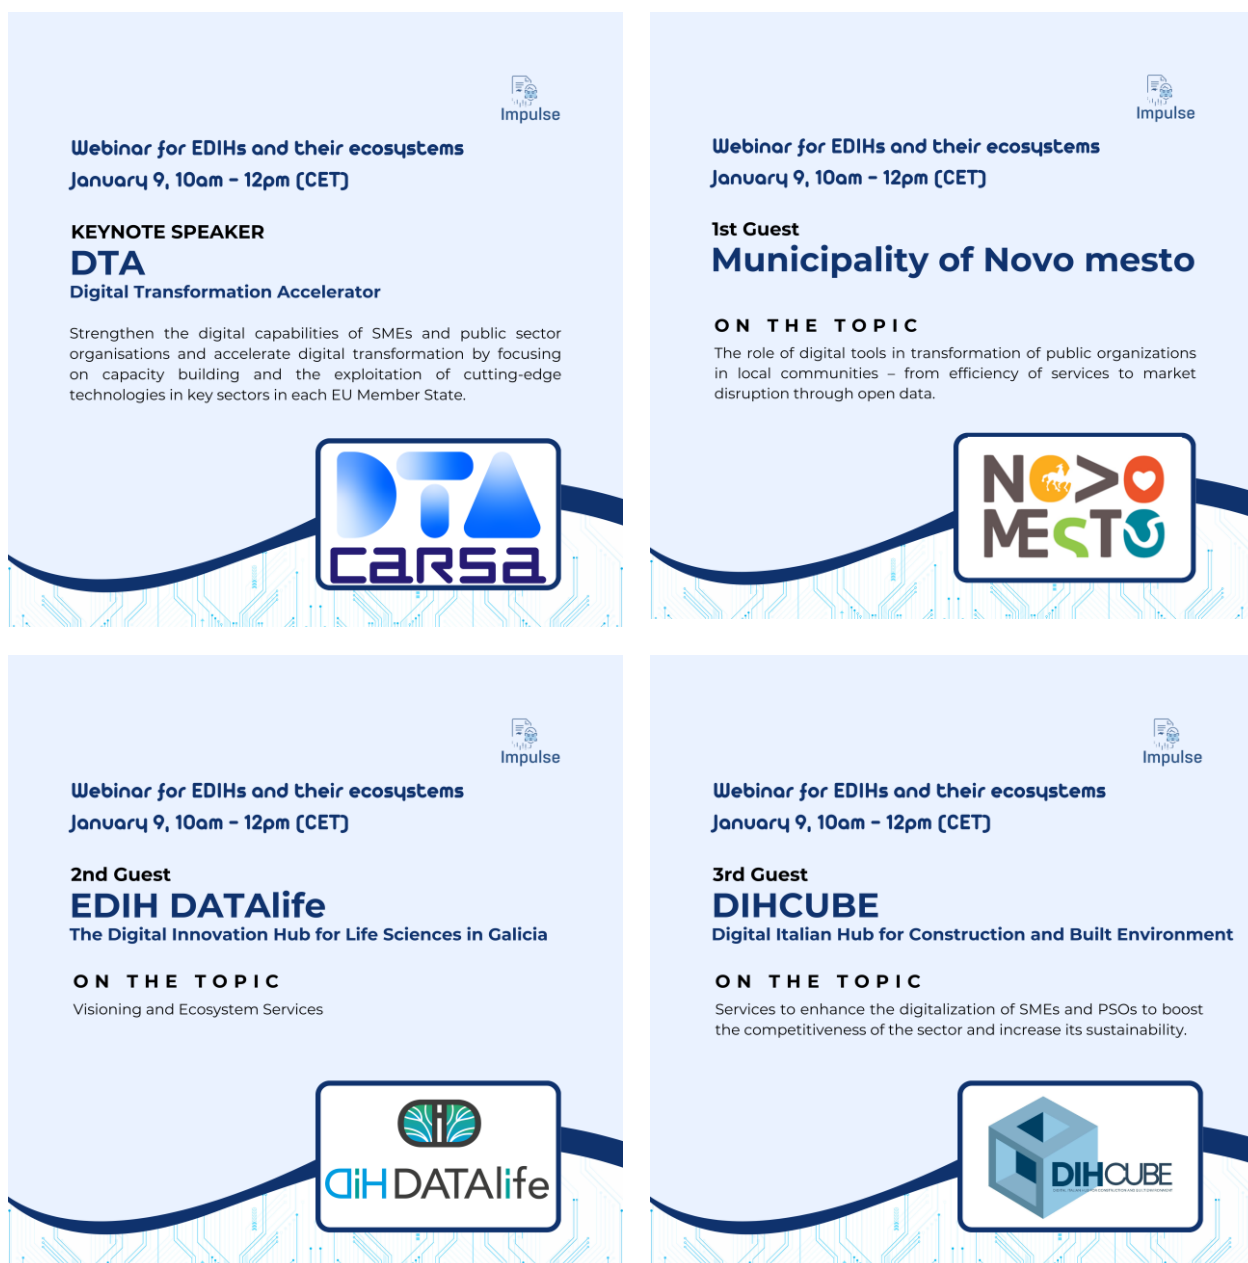 Impulse
Webinar for EDIHs and their ecosystems
January 9, 10am – 12pm (CET)
KEYNOTE SPEAKER
DTA
Digital Transformation Accelerator
Strengthen the digital capabilities of SMEs and public sector
organisations and accelerate digital transformation by focusing
on capacity building and the exploitation of cutting-edge
technologies in key sectors in each EU Member State.
DTA
carsa
Impulse
Webinar for EDIHs and their ecosystems
January 9, 10am – 12pm (CET)
1st Guest
Municipality of Novo mesto
ON THE TOPIC
The role of digital tools in transformation of public organizations
in local communities – from efficiency of services to market
disruption through open data.
NOVO
MESTO
Impulse
Webinar for EDIHs and their ecosystems
January 9, 10am – 12pm (CET)
2nd Guest
EDIH DATAlife
The Digital Innovation Hub for Life Sciences in Galicia
ON THE TOPIC
Visioning and Ecosystem Services
DiH DATAlife
Impulse
Webinar for EDIHs and their ecosystems
January 9, 10am – 12pm (CET)
3rd Guest
DIHCUBE
Digital Italian Hub for Construction and Built Environment
ON THE TOPIC
Services to enhance the digitalization of SMEs and PSOs to boost
the competitiveness of the sector and increase its sustainability.
DIHCUBE